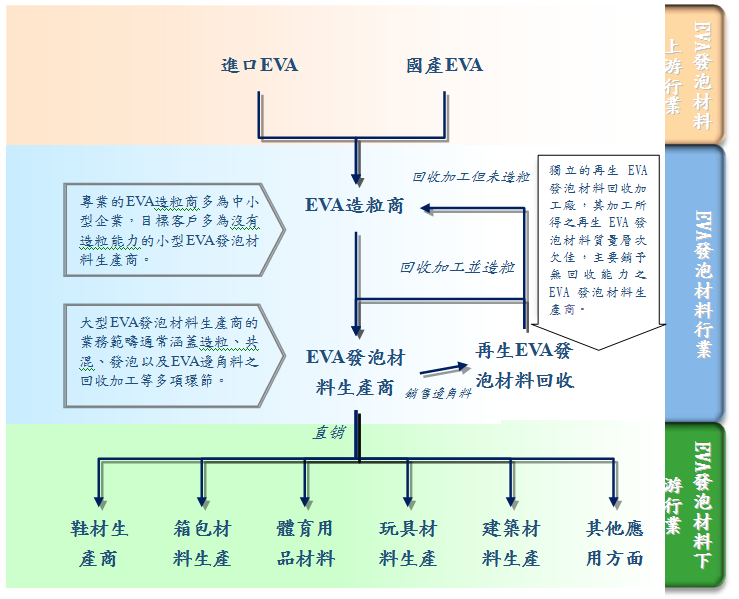 進口EVA
國產EVA
EVA發泡材料
上游行業
回收加工但未造粒
獨立的再生 EVA
發泡材料回收加
工廠，其加工所
得之再生 EVA 發
泡材料質量層次
欠佳，主要銷予
無回收能力之
EVA 發泡材料生
產商。
專業的EVA造粒商多為中小
型企業，目標客戶多為沒有
造粒能力的小型EVA發泡材
料生產商。
EVA造粒商
回收加工並造粒
EVA發泡材料行業
大型EVA發泡材料生產商的
業務範疇通常涵蓋造粒、共
混、發泡以及EVA邊角料之
回收加工等多項環節。
EVA發泡材
料生產商
再生EVA發
泡材料回收
銷售邊角料
直销
EVA發泡材料下
游行業
鞋材生
產商
箱包材
料生產
體育用
品材料
玩具材
料生產
建築材
料生產
其他應
用方面